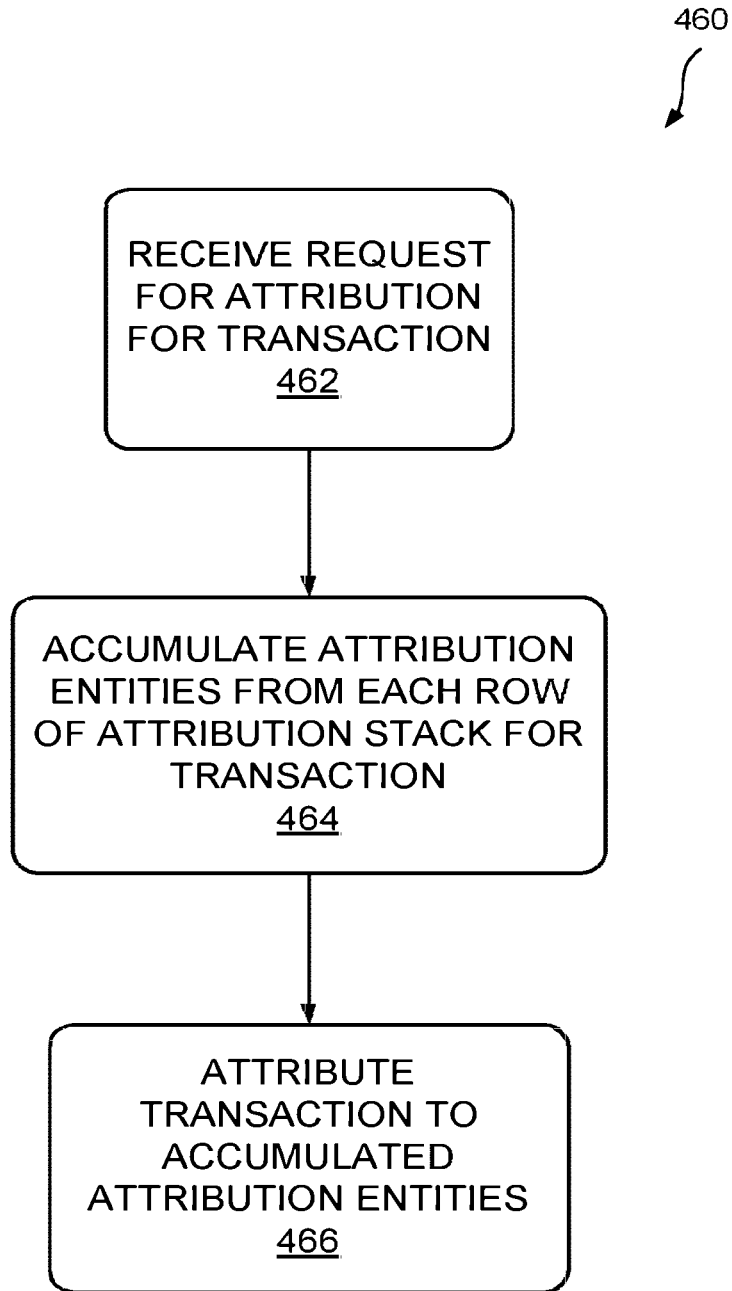 460
RECEIVE REQUEST
FOR ATTRIBUTION
FOR TRANSACTION
462
ACCUMULATE ATTRIBUTION
ENTITIES FROM EACH ROW
OF ATTRIBUTION STACK FOR
TRANSACTION
464
ATTRIBUTE
TRANSACTION TO
ACCUMULATED
ATTRIBUTION ENTITIES
466